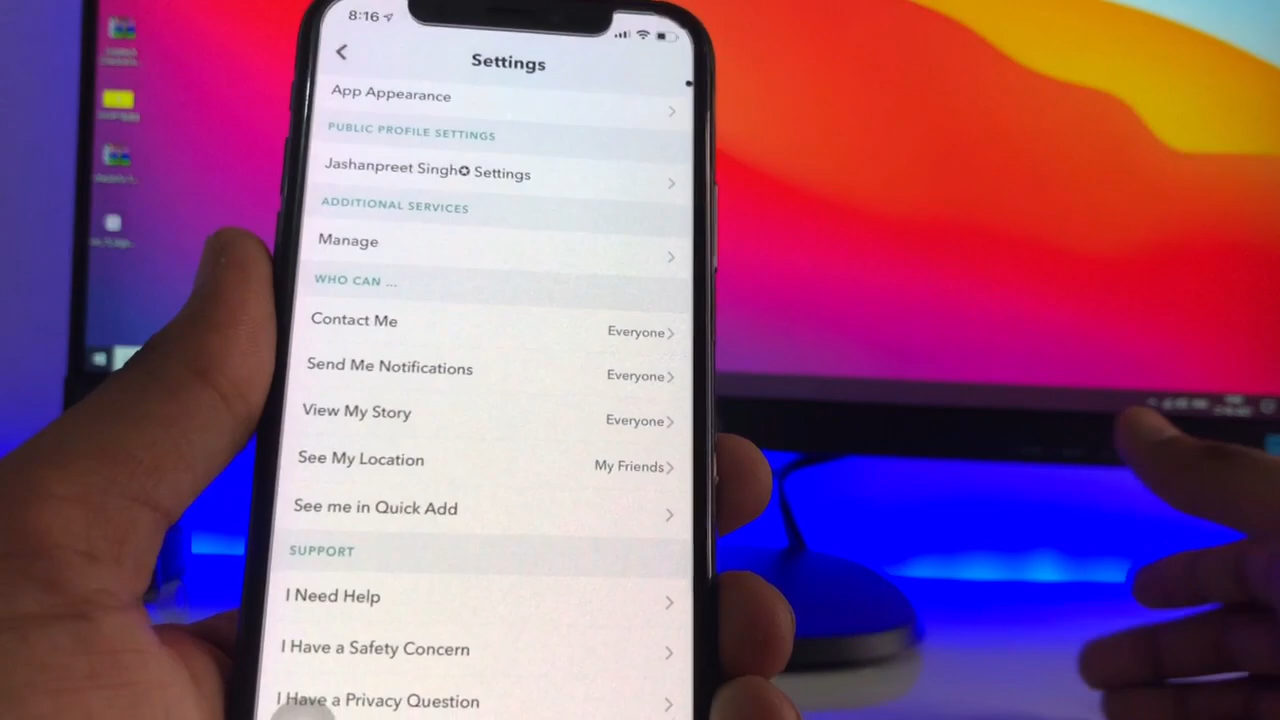 8:16
Settings
App Appearance
PUBLIC PROFILE SETTINGS
Jashanpreet Singh✪ Settings
ADDITIONAL SERVICES
Manage
WHO CAN ...
Contact Me Everyone
Send Me Notifications Everyone
View My Story Everyone
See My Location My Friends
See me in Quick Add
SUPPORT
I Need Help
I Have a Safety Concern
I Have a Privacy Question